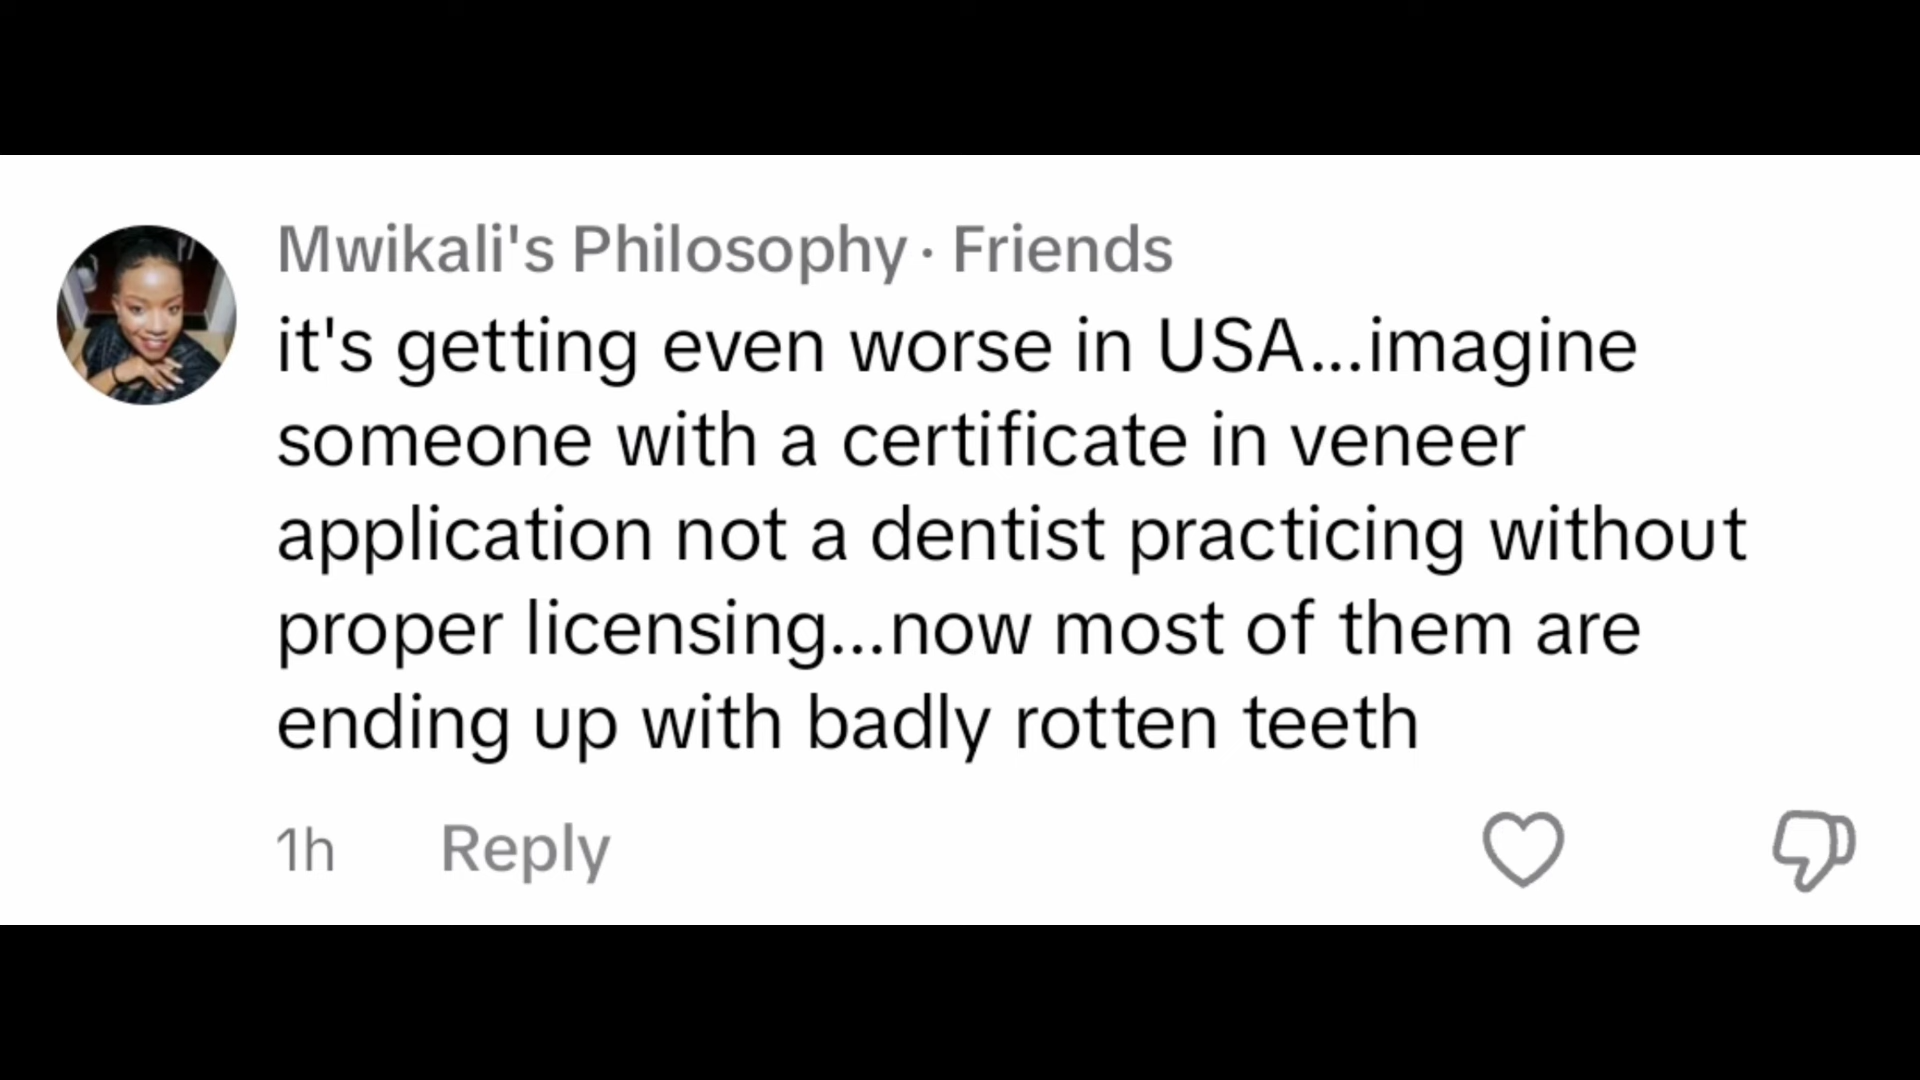 Mwikali's Philosophy · Friends
it's getting even worse in USA...imagine
someone with a certificate in veneer
application not a dentist practicing without
proper licensing...now most of them are
ending up with badly rotten teeth
1h Reply